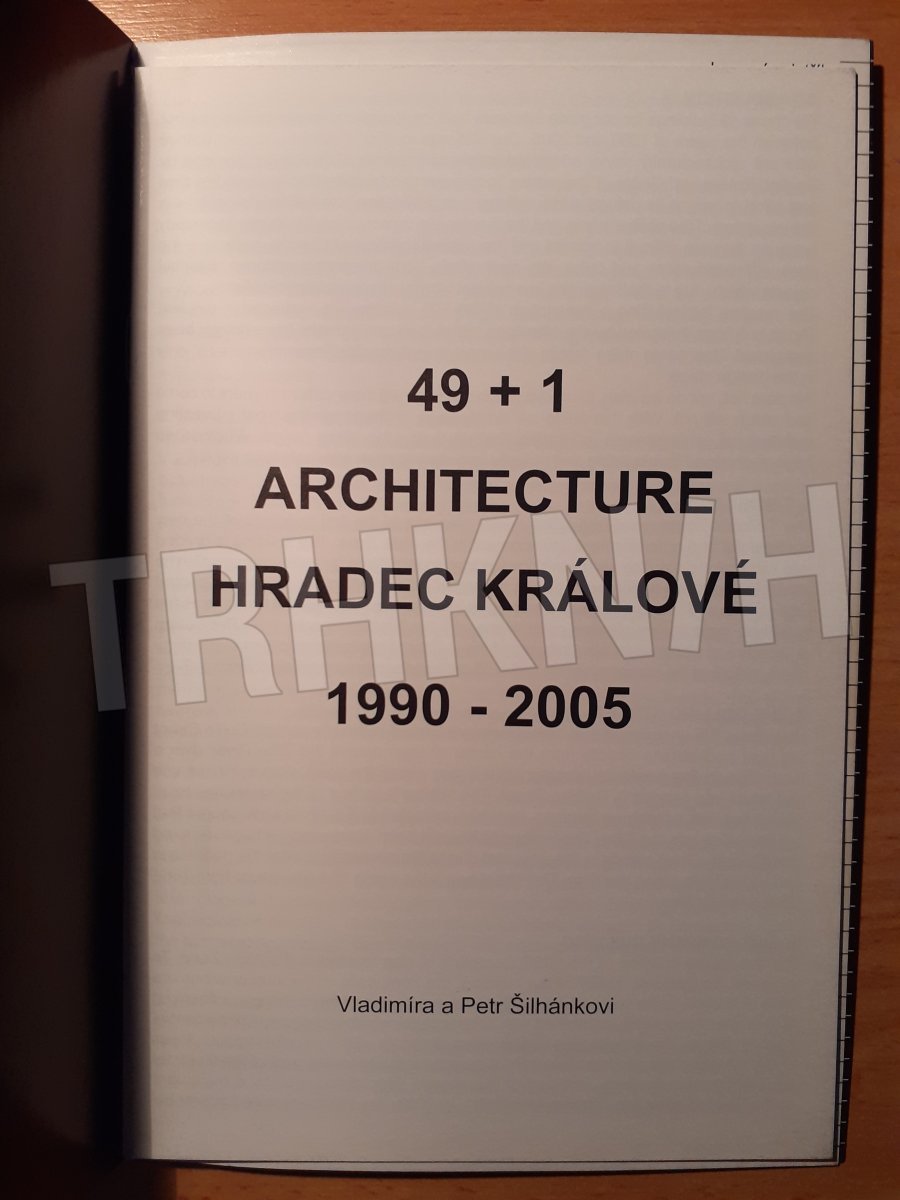 49 + 1
ARCHITECTURE
HRADEC KRÁLOVÉ
1990 - 2005
Vladimíra a Petr Šilhánkovi
TRHKNIH